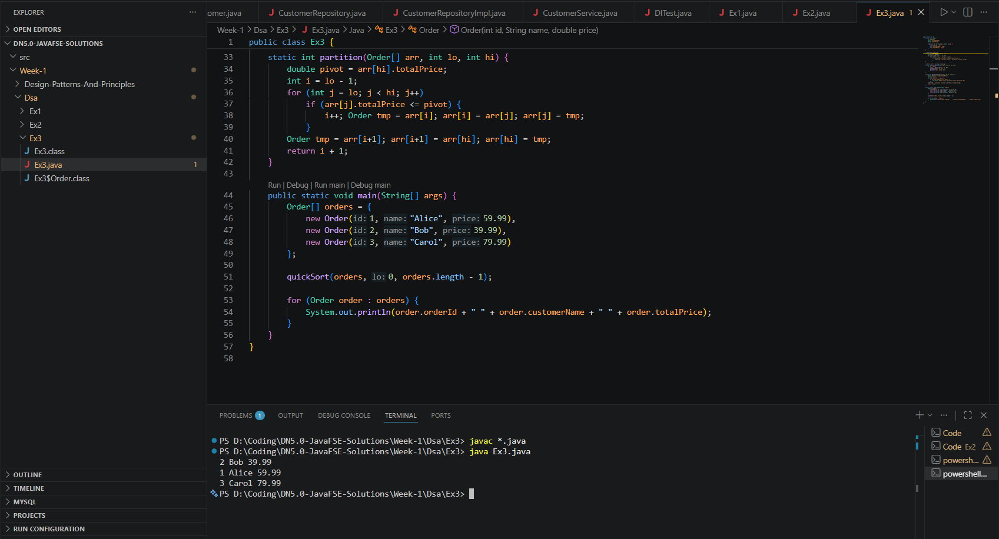 EXPLORER
OPEN EDITORS
DN5.0-JAVAFSE-SOLUTIONS
src
Week-1
Design-Patterns-And-Principles
Dsa
Ex1
Ex2
Ex3
Ex3.class
Ex3.java 1
Ex3$Order.class
OUTLINE
TIMELINE
MYSQL
PROJECTS
RUN CONFIGURATION
omer.java CustomerRepository.java CustomerRepositoryImpl.java CustomerService.java DITest.java Ex1.java Ex2.java Ex3.java 1
Week-1 > Dsa > Ex3 > Ex3.java > Java > Ex3 > Order > Order(int id, String name, double price)
1 public class Ex3 {
33 static int partition(Order[] arr, int lo, int hi) {
34 double pivot = arr[hi].totalPrice;
35 int i = lo - 1;
36 for (int j = lo; j < hi; j++)
37 if (arr[j].totalPrice <= pivot) {
38 i++; Order tmp = arr[i]; arr[i] = arr[j]; arr[j] = tmp;
39 }
40 Order tmp = arr[i+1]; arr[i+1] = arr[hi]; arr[hi] = tmp;
41 return i + 1;
42 }
43
Run | Debug | Run main | Debug main
44 public static void main(String[] args) {
45 Order[] orders = {
46 new Order(id: 1, name: "Alice", price: 59.99),
47 new Order(id: 2, name: "Bob", price: 39.99),
48 new Order(id: 3, name: "Carol", price: 79.99)
49 };
50
51 quickSort(orders, lo: 0, orders.length - 1);
52
53 for (Order order : orders) {
54 System.out.println(order.orderId + " " + order.customerName + " " + order.totalPrice);
55 }
56 }
57 }
58
PROBLEMS 1 OUTPUT DEBUG CONSOLE TERMINAL PORTS
PS D:\Coding\DN5.0-JavaFSE-Solutions\Week-1\Dsa\Ex3> javac *.java
PS D:\Coding\DN5.0-JavaFSE-Solutions\Week-1\Dsa\Ex3> java Ex3.java
2 Bob 39.99
1 Alice 59.99
3 Carol 79.99
PS D:\Coding\DN5.0-JavaFSE-Solutions\Week-1\Dsa\Ex3>
Code
Code Ex2
powersh...
powershell...